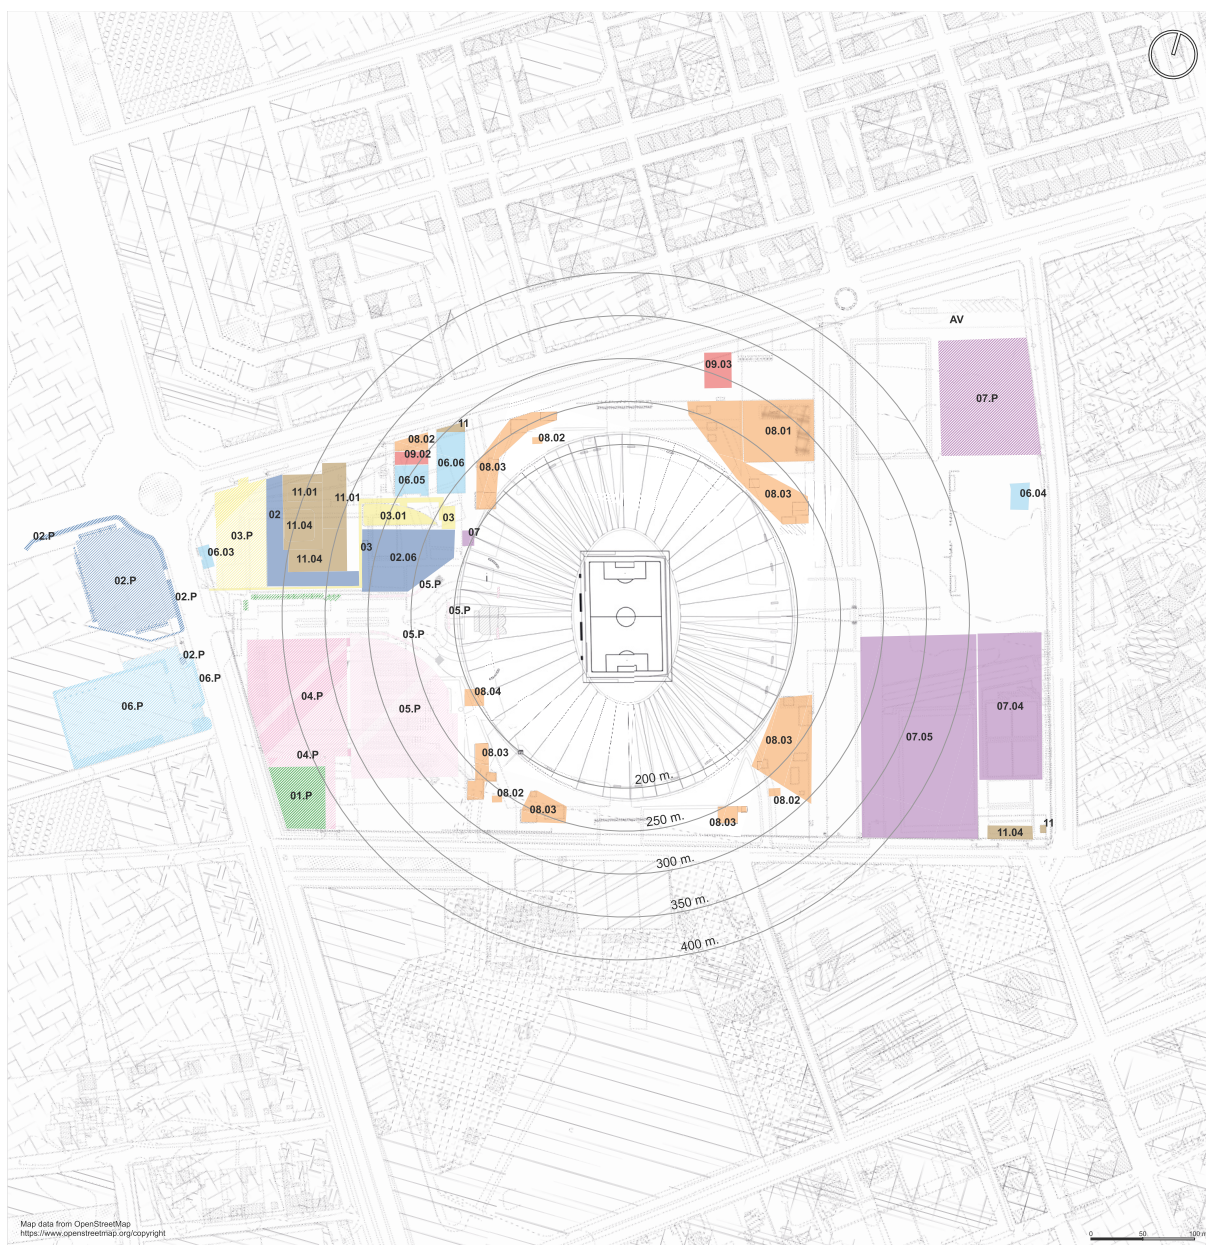 AV
09.03
07.P
11
08.02
08.02
08.01
09.02
06.06
08.03
06.05
11.01
11.01
08.03
06.04
02
03.01
03
11.04
07
02.P
03.P
03
06.03
11.04
02.06
02.P
05.P
02.P
05.P
05.P
02.P
06.P
08.04
04.P
06.P
05.P
07.04
07.05
08.03
08.03
04.P
200 m.
01.P
08.02
08.02
08.03
250 m.
08.03
11
11.04
300 m.
350 m.
400 m.
Map data from OpenStreetMap
https://www.openstreetmap.org/copyright
0 50 100 m